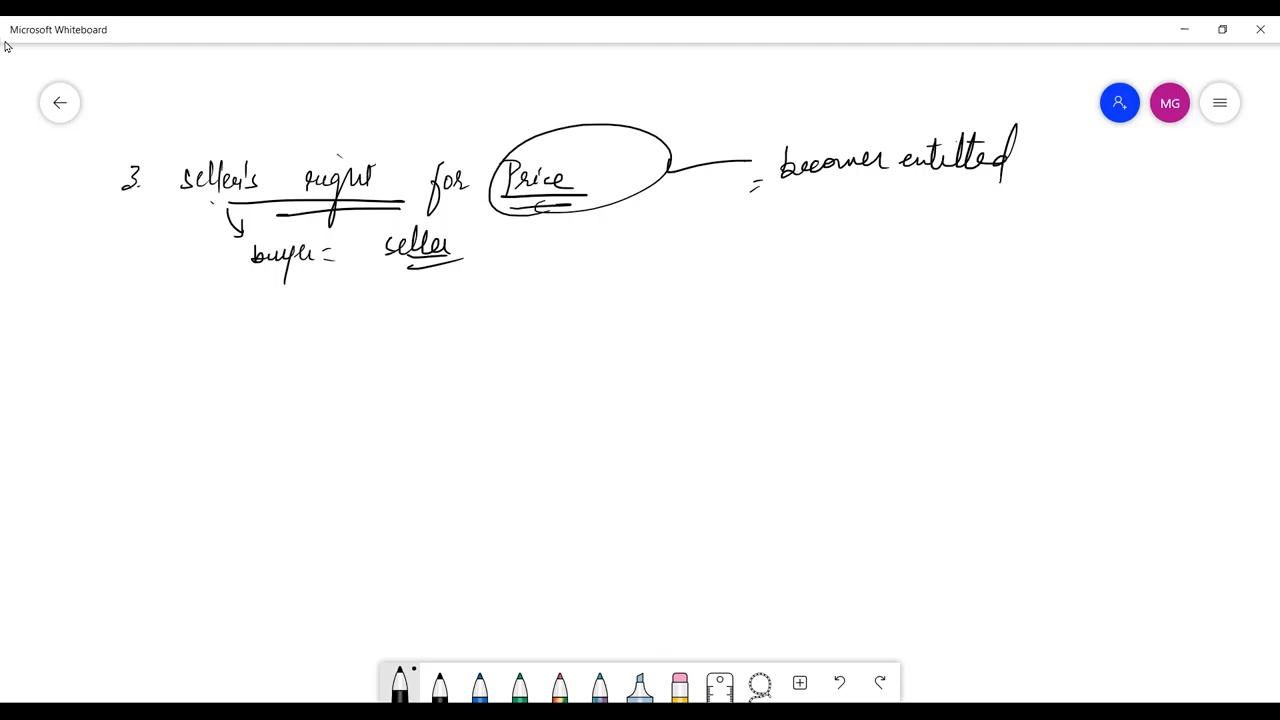 Microsoft Whiteboard
MG
3. seller's right for Price = becomes entitled
buyer = seller